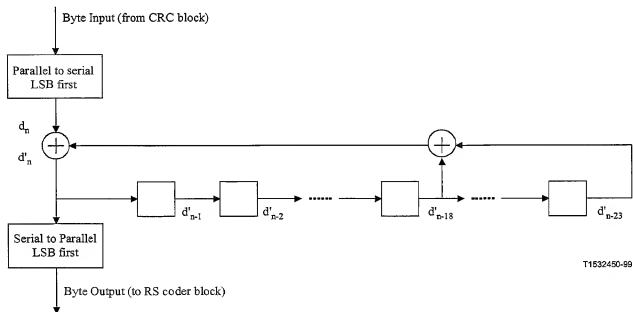 Byte Input (from CRC block)
Parallel to serial
LSB first
dn
d'n
d'n-1
d'n-2
d'n-18
d'n-23
Serial to Parallel
LSB first
T1532450-99
Byte Output (to RS coder block)